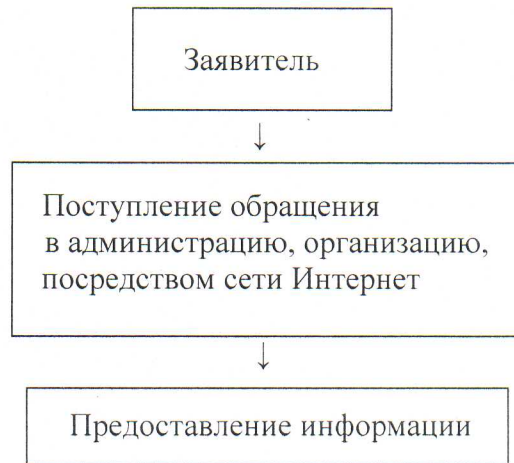 Заявитель
↓
Поступление обращения
в администрацию, организацию,
посредством сети Интернет
↓
Предоставление информации